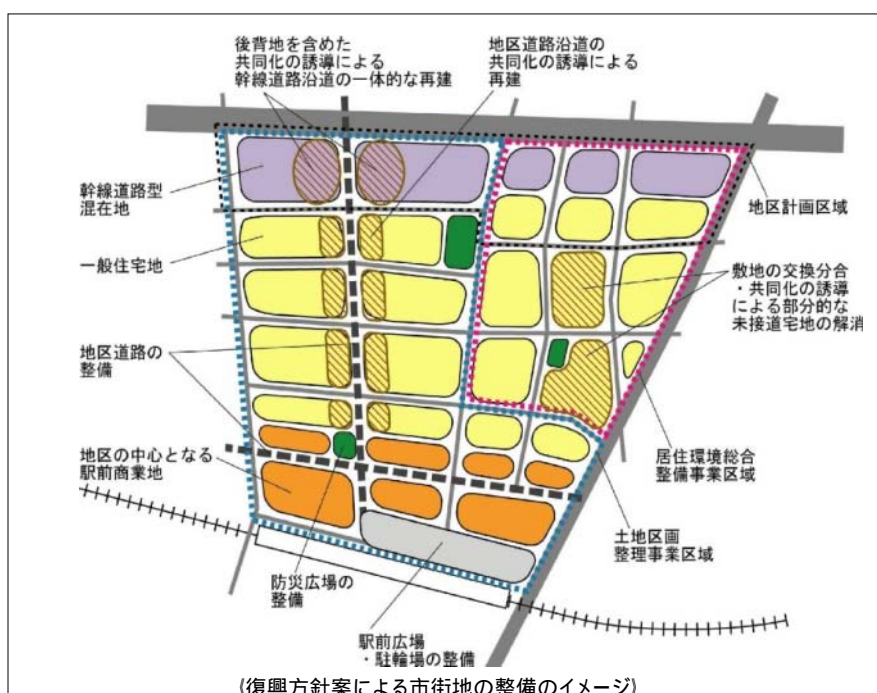 後背地を含めた
共同化の誘導による
幹線道路沿道の一体的な再建
地区道路沿道の
共同化の誘導による
再建
幹線道路型
混在地
一般住宅地
地区道路の
整備
地区の中心となる
駅前商業地
地区計画区域
敷地の交換分合
・共同化の誘導
による部分的な
未接道宅地の解消
居住環境総合
整備事業区域
土地区画
整理事業区域
防災広場の
整備
駅前広場
・駐輪場の整備
(復興方針案による市街地の整備のイメージ)